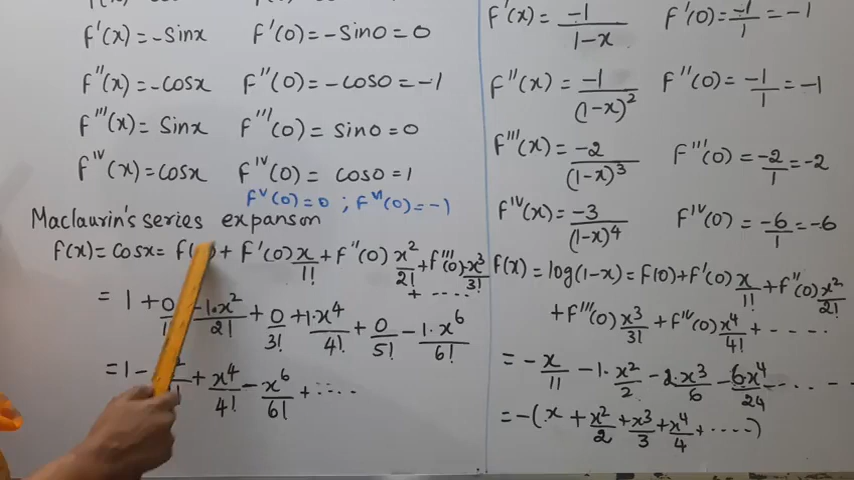 f'(x) = -Sinx f'(0) = -Sin0 = 0
f''(x) = -cosx f''(0) = -cos0 = -1
f'''(x) = Sinx f'''(0) = sin0 = 0
f^IV(x) = cosx f^IV(0) = cos0 = 1
f^V(0) = 0 ; f^VI(0) = -1
Maclaurin's series expanson
f(x) = cosx = f( ) + f'(0) x/1! + f''(0) x²/2! + f'''(0) x³/3!
+ ....
= 1 + 0 -1·x²/2! + 0/3! + 1·x⁴/4! + 0/5! - 1·x⁶/6!
= 1 - + x⁴/4! - x⁶/6! + ....
f'(x) = -1/(1-x) f'(0) = -1/1 = -1
f''(x) = -1/(1-x)² f''(0) = -1/1 = -1
f'''(x) = -2/(1-x)³ f'''(0) = -2/1 = -2
f^IV(x) = -3/(1-x)⁴ f^IV(0) = -6/1 = -6
f(x) = log(1-x) = f(0) + f'(0) x/1! + f''(0) x²/2!
+ f'''(0) x³/3! + f^IV(0) x⁴/4! + - - - -
= -x/1! - 1·x²/2 - 2·x³/6 - 6·x⁴/24 - - - -
= -(x + x²/2 + x³/3 + x⁴/4 + ....)